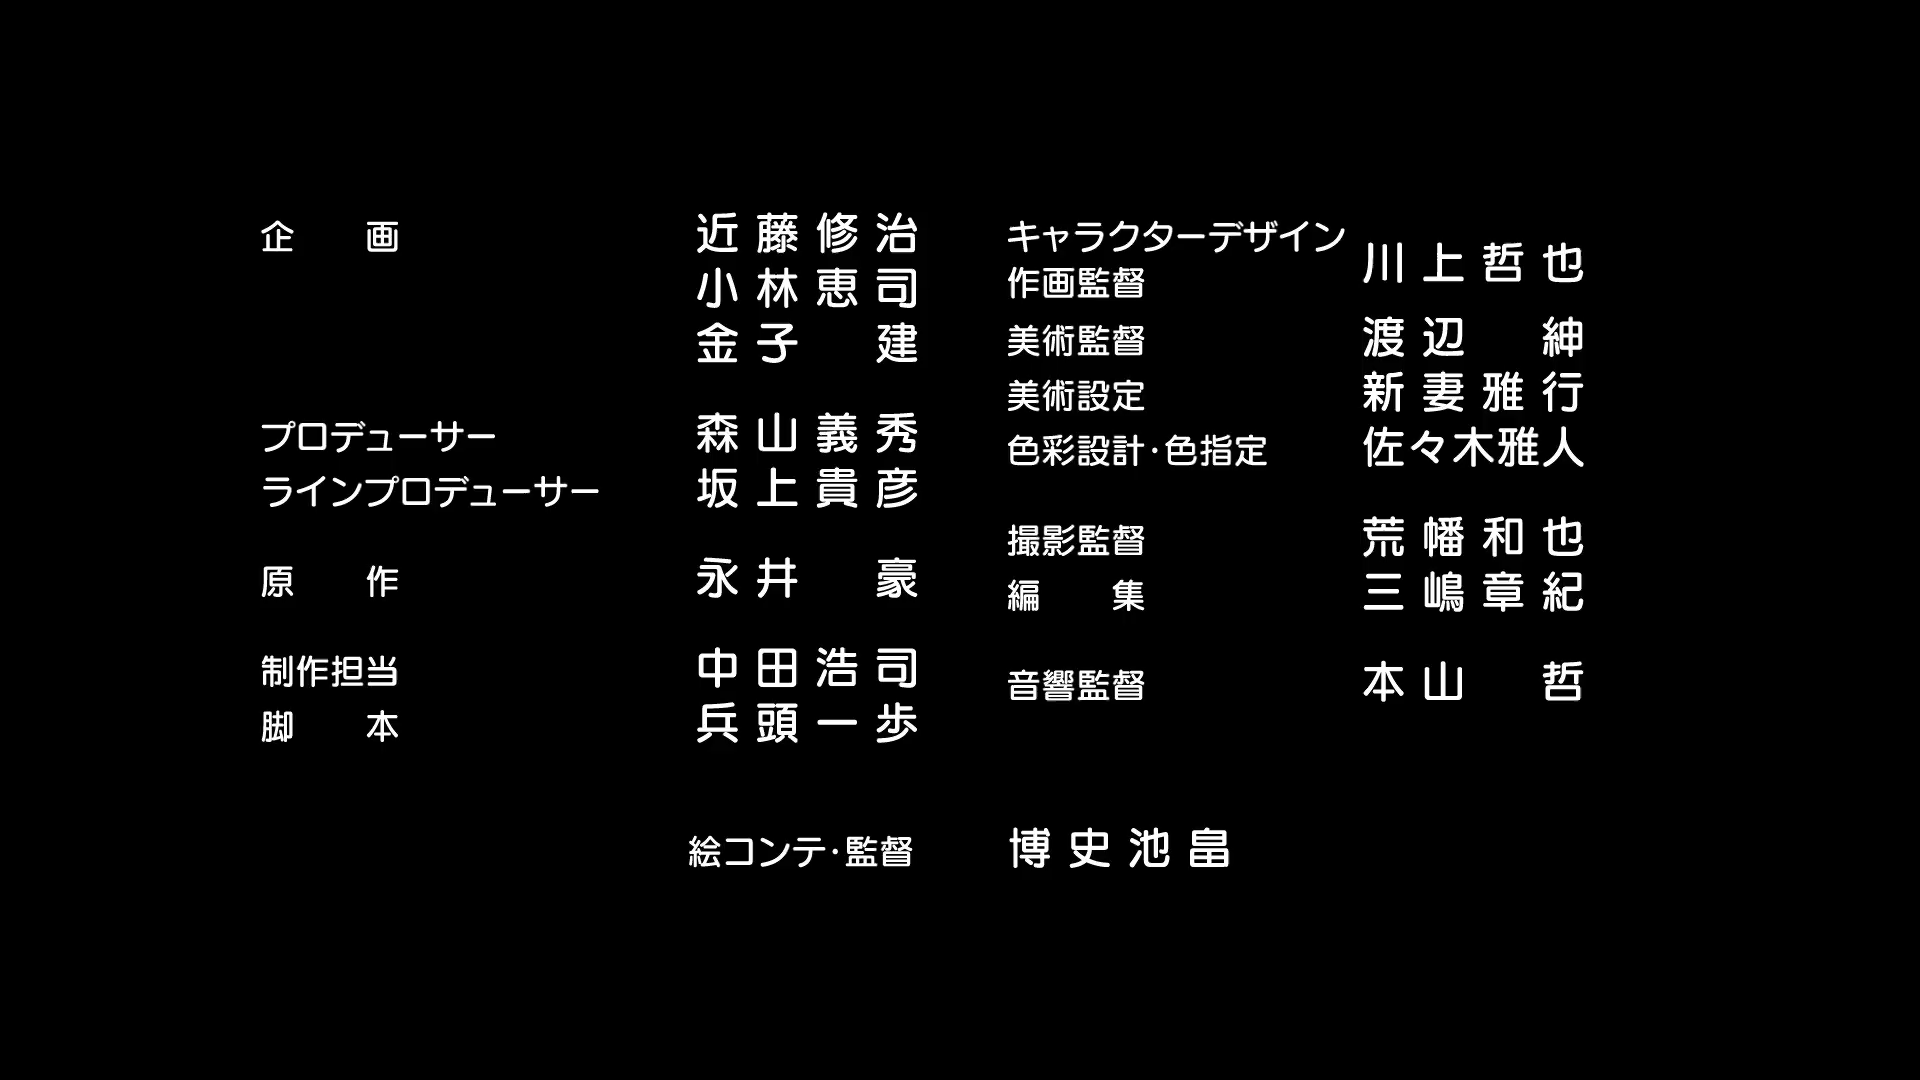 企画 近藤修治
小林恵司
金子 建
プロデューサー 森山義秀
ラインプロデューサー 坂上貴彦
原作 永井 豪
制作担当 中田浩司
脚本 兵頭一歩
キャラクターデザイン
作画監督 川上哲也
美術監督 渡辺 紳
美術設定 新妻雅行
色彩設計・色指定 佐々木雅人
撮影監督 荒幡和也
編集 三嶋章紀
音響監督 本山 哲
絵コンテ・監督 博史池畠